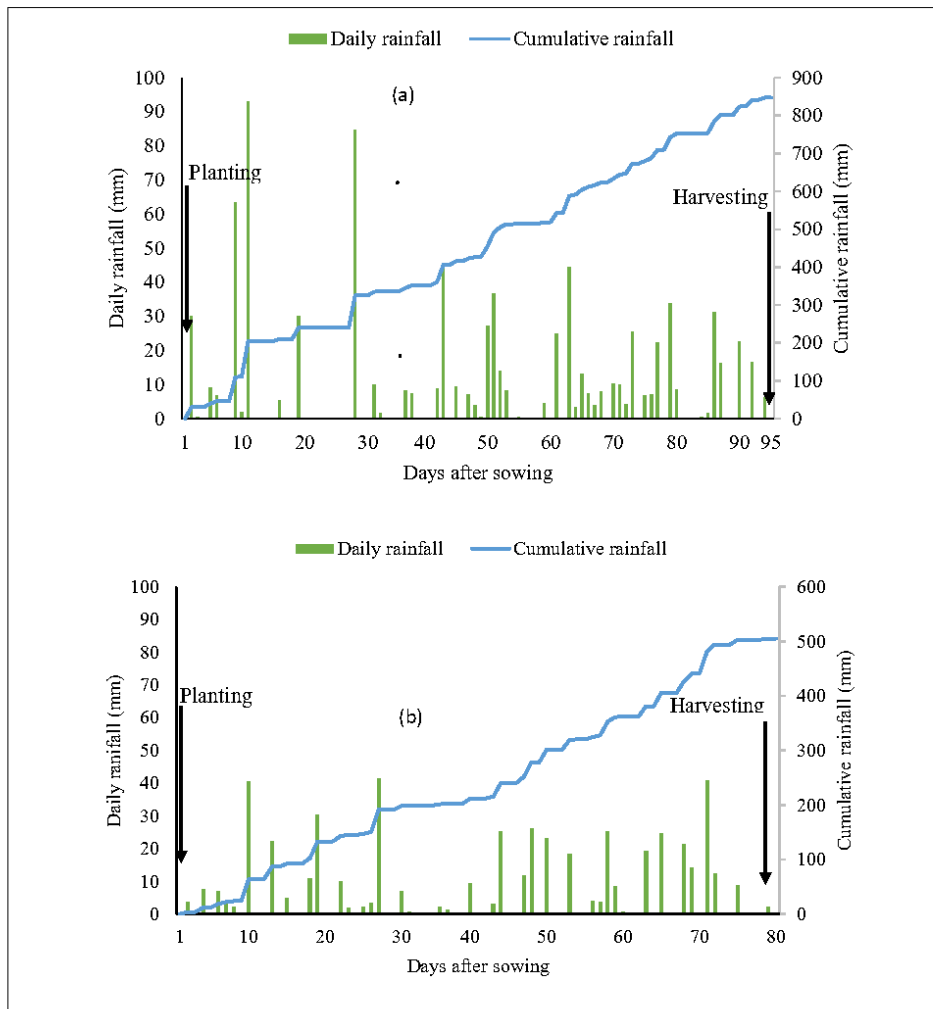 Daily rainfall Cumulative rainfall
(a)
100 90 80 70 60 50 40 30 20 10 0
Daily rainfall (mm)
Planting
Harvesting
900 800 700 600 500 400 300 200 100 0
Cumulative rainfall (mm)
1 10 20 30 40 50 60 70 80 90 95
Days after sowing
Daily rainfall Cumulative rainfall
(b)
100 90 80 70 60 50 40 30 20 10 0
Daily ranifall (mm)
Planting
Harvesting
600 500 400 300 200 100 0
Cumulative rainfall (mm)
1 10 20 30 40 50 60 70 80
Days after sowing